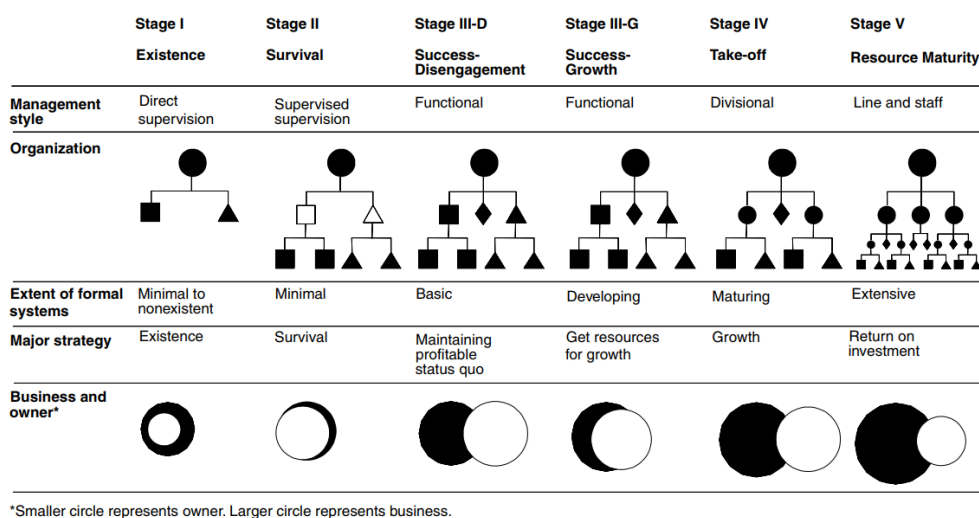 Stage I Stage II Stage III-D Stage III-G Stage IV Stage V
Existence Survival Success- Success- Take-off Resource Maturity
Disengagement Growth
Management Direct Supervised Functional Functional Divisional Line and staff
style supervision supervision
Organization
Extent of formal Minimal to Minimal Basic Developing Maturing Extensive
systems nonexistent
Major strategy Existence Survival Maintaining Get resources Growth Return on
profitable for growth investment
status quo
Business and
owner*
*Smaller circle represents owner. Larger circle represents business.